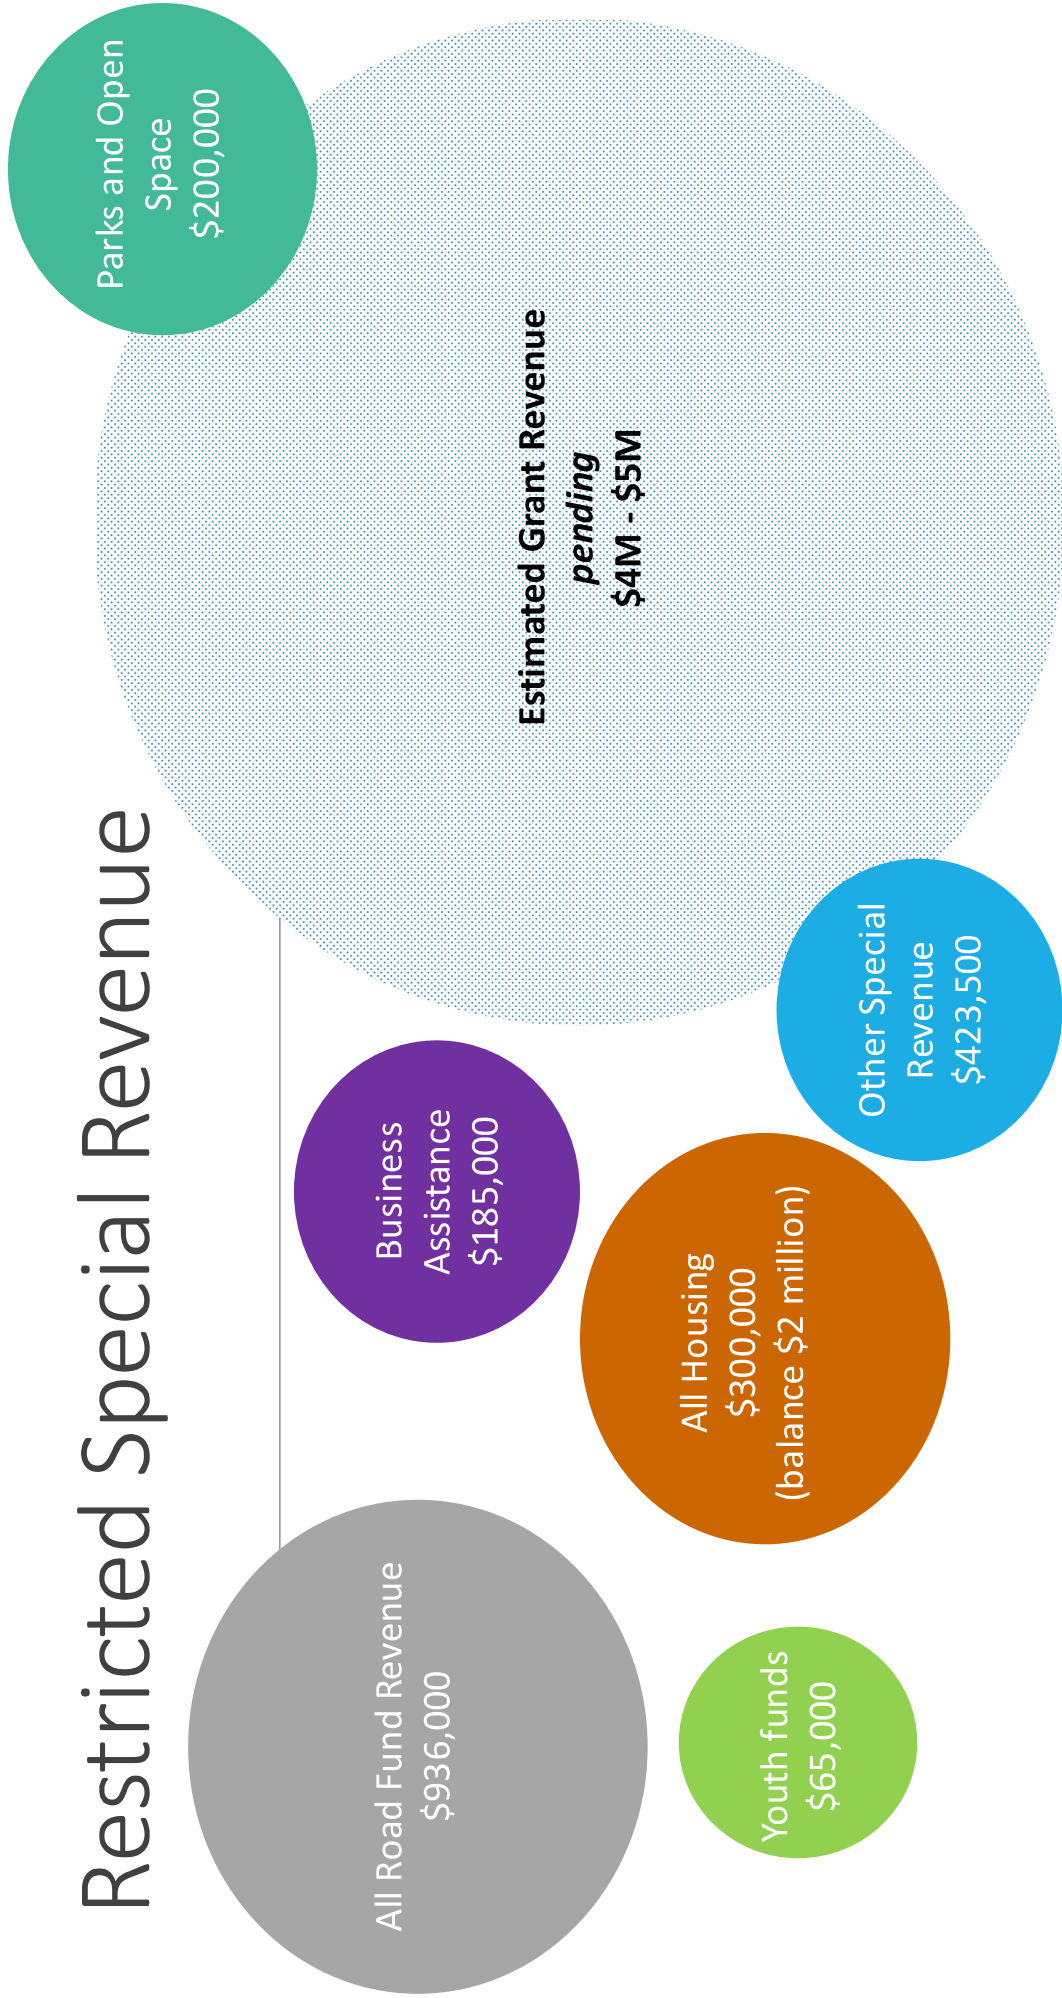 Restricted Special Revenue
All Road Fund Revenue
$936,000
Youth funds
$65,000
Business
Assistance
$185,000
All Housing
$300,000
(balance $2 million)
Other Special
Revenue
$423,500
Estimated Grant Revenue
pending
$4M - $5M
Parks and Open
Space
$200,000